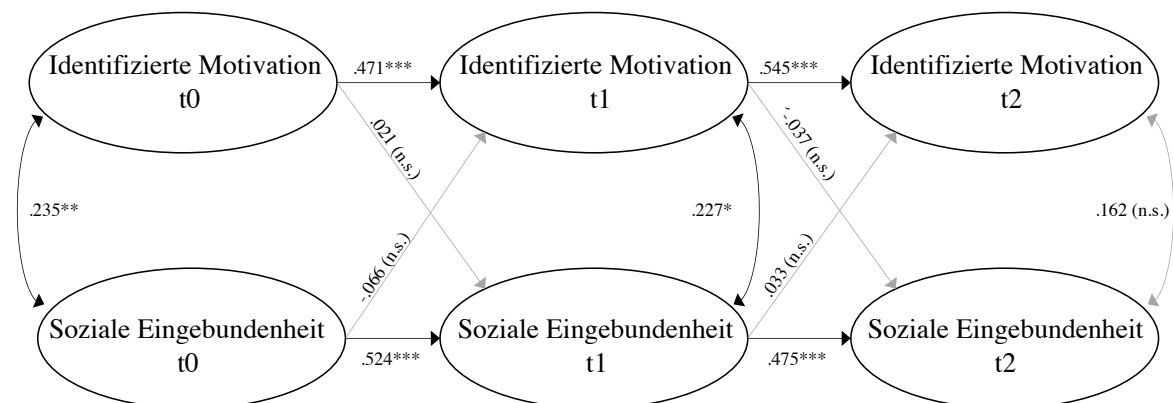 Identifizierte Motivation
t0
.471***
Identifizierte Motivation
t1
.545***
Identifizierte Motivation
t2
.021 (n.s.)
-.037 (n.s.)
.235**
.227*
.162 (n.s.)
-.066 (n.s.)
.033 (n.s.)
Soziale Eingebundenheit
t0
.524***
Soziale Eingebundenheit
t1
.475***
Soziale Eingebundenheit
t2